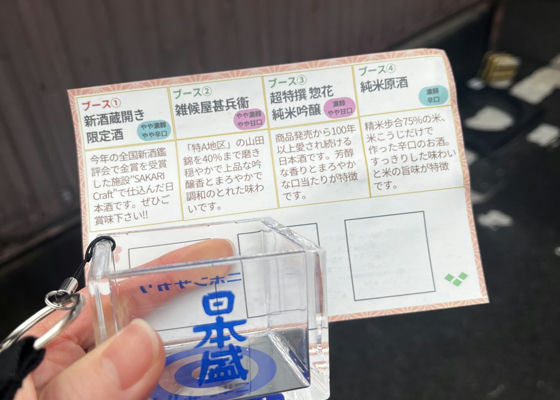 ブース①
新酒蔵開き
限定酒
やや濃醇
やや辛口
今年の全国新酒鑑
評会で金賞を受賞
した施設"SAKARI
Craft"で仕込んだ日
本酒です。ぜひご
賞味下さい!!
ブース②
雑候屋甚兵衛
やや濃醇
やや甘口
「特A地区」の山田
錦を40%まで磨き
穏やかで上品な吟
醸香とまろやかで
調和のとれた味わ
いです。
ブース③
超特撰 惣花
純米吟醸
濃醇
やや甘口
商品発売から100年
以上愛され続ける
日本酒です。芳醇
な香りとまろやか
な口当たりが特徴
です。
ブース④
純米原酒
濃醇
辛口
精米歩合75%の米、
米こうじだけで
作った辛口のお酒。
すっきりした味わい
と米の旨味が特徴
です。
ニホンサカリ
日本盛